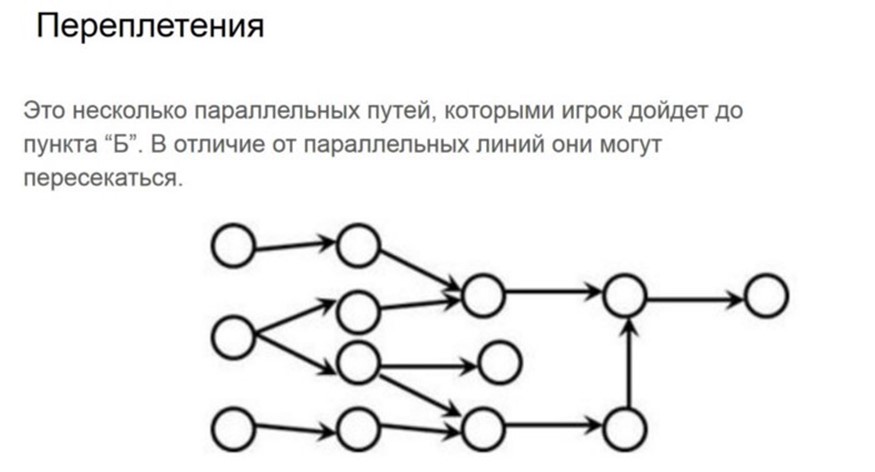 Переплетения
Это несколько параллельных путей, которыми игрок дойдет до
пункта “Б”. В отличие от параллельных линий они могут
пересекаться.